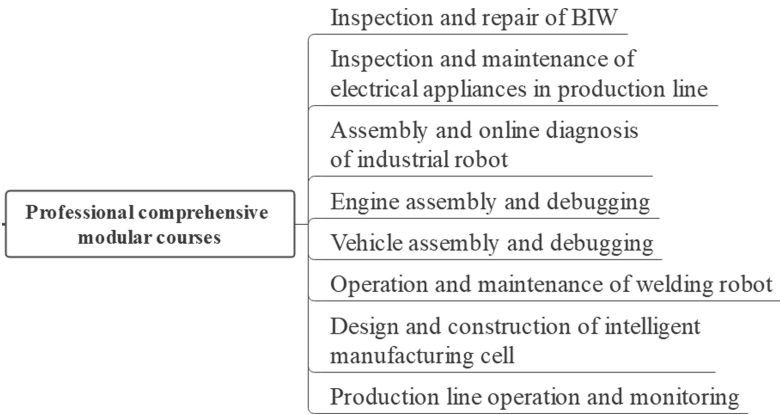 Inspection and repair of BIW
Inspection and maintenance of
electrical appliances in production line
Assembly and online diagnosis
of industrial robot
Professional comprehensive
modular courses
Engine assembly and debugging
Vehicle assembly and debugging
Operation and maintenance of welding robot
Design and construction of intelligent
manufacturing cell
Production line operation and monitoring